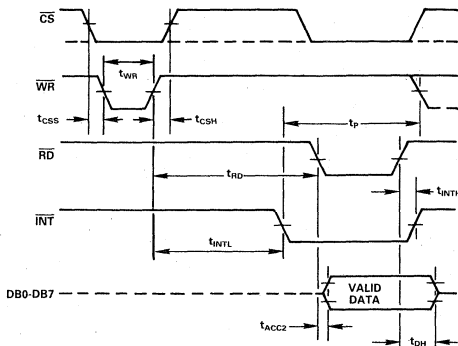 CS
tWR
WR
tCSS
tCSH
tP
RD
tRD
tINTH
INT
tINTL
DB0-DB7
VALID
DATA
tACC2
tDH